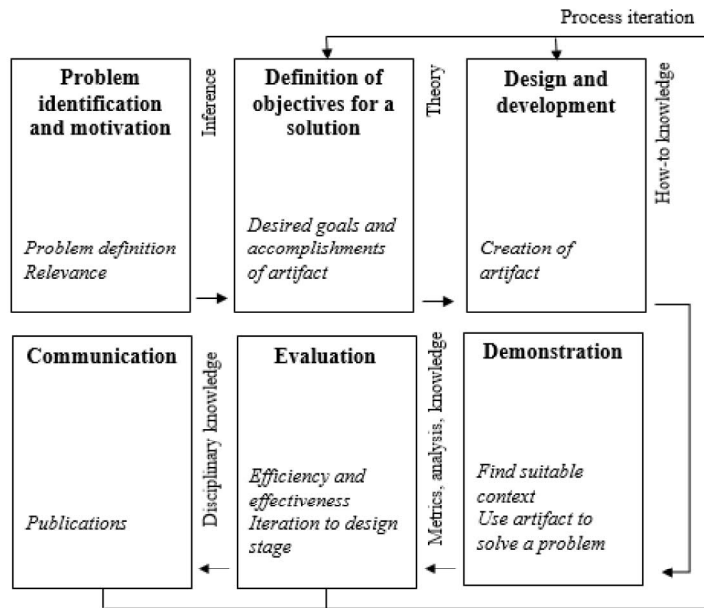 Process iteration
Problem
identification
and motivation
Problem definition
Relevance
Inference
Definition of
objectives for a
solution
Desired goals and
accomplishments
of artifact
Theory
Design and
development
Creation of
artifact
How-to knowledge
Communication
Publications
Disciplinary knowledge
Evaluation
Efficiency and
effectiveness
Iteration to design
stage
Metrics, analysis, knowledge
Demonstration
Find suitable
context
Use artifact to
solve a problem